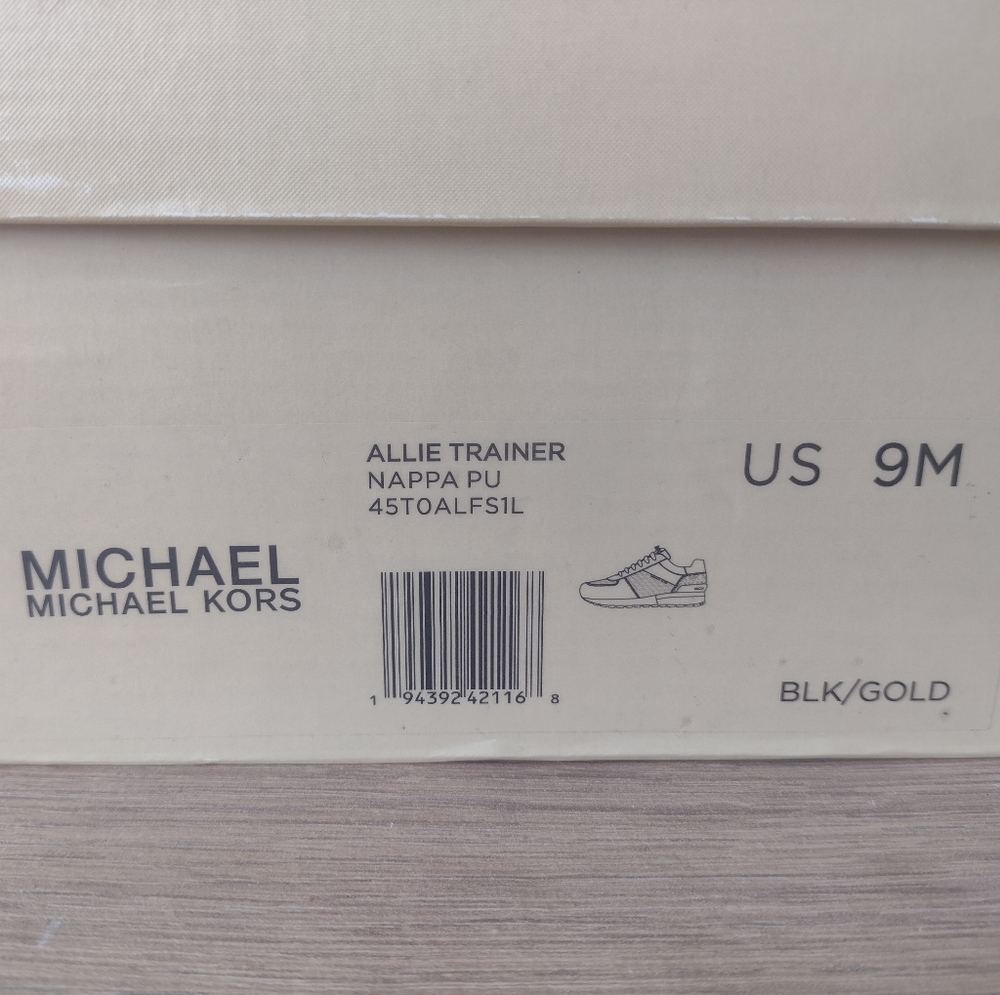 ALLIE TRAINER
NAPPA PU
45T0ALFS1L
US 9M
MICHAEL
MICHAEL KORS
1 94392 42116 8
BLK/GOLD